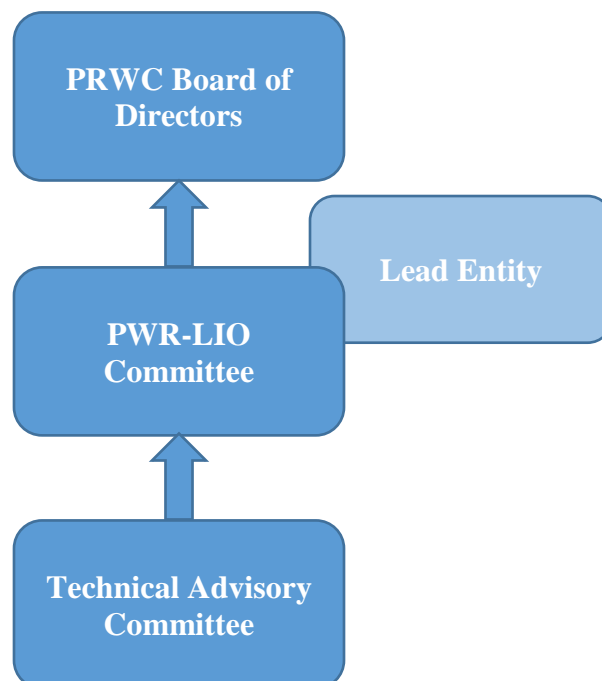 PRWC Board of
Directors
Lead Entity
PWR-LIO
Committee
Technical Advisory
Committee